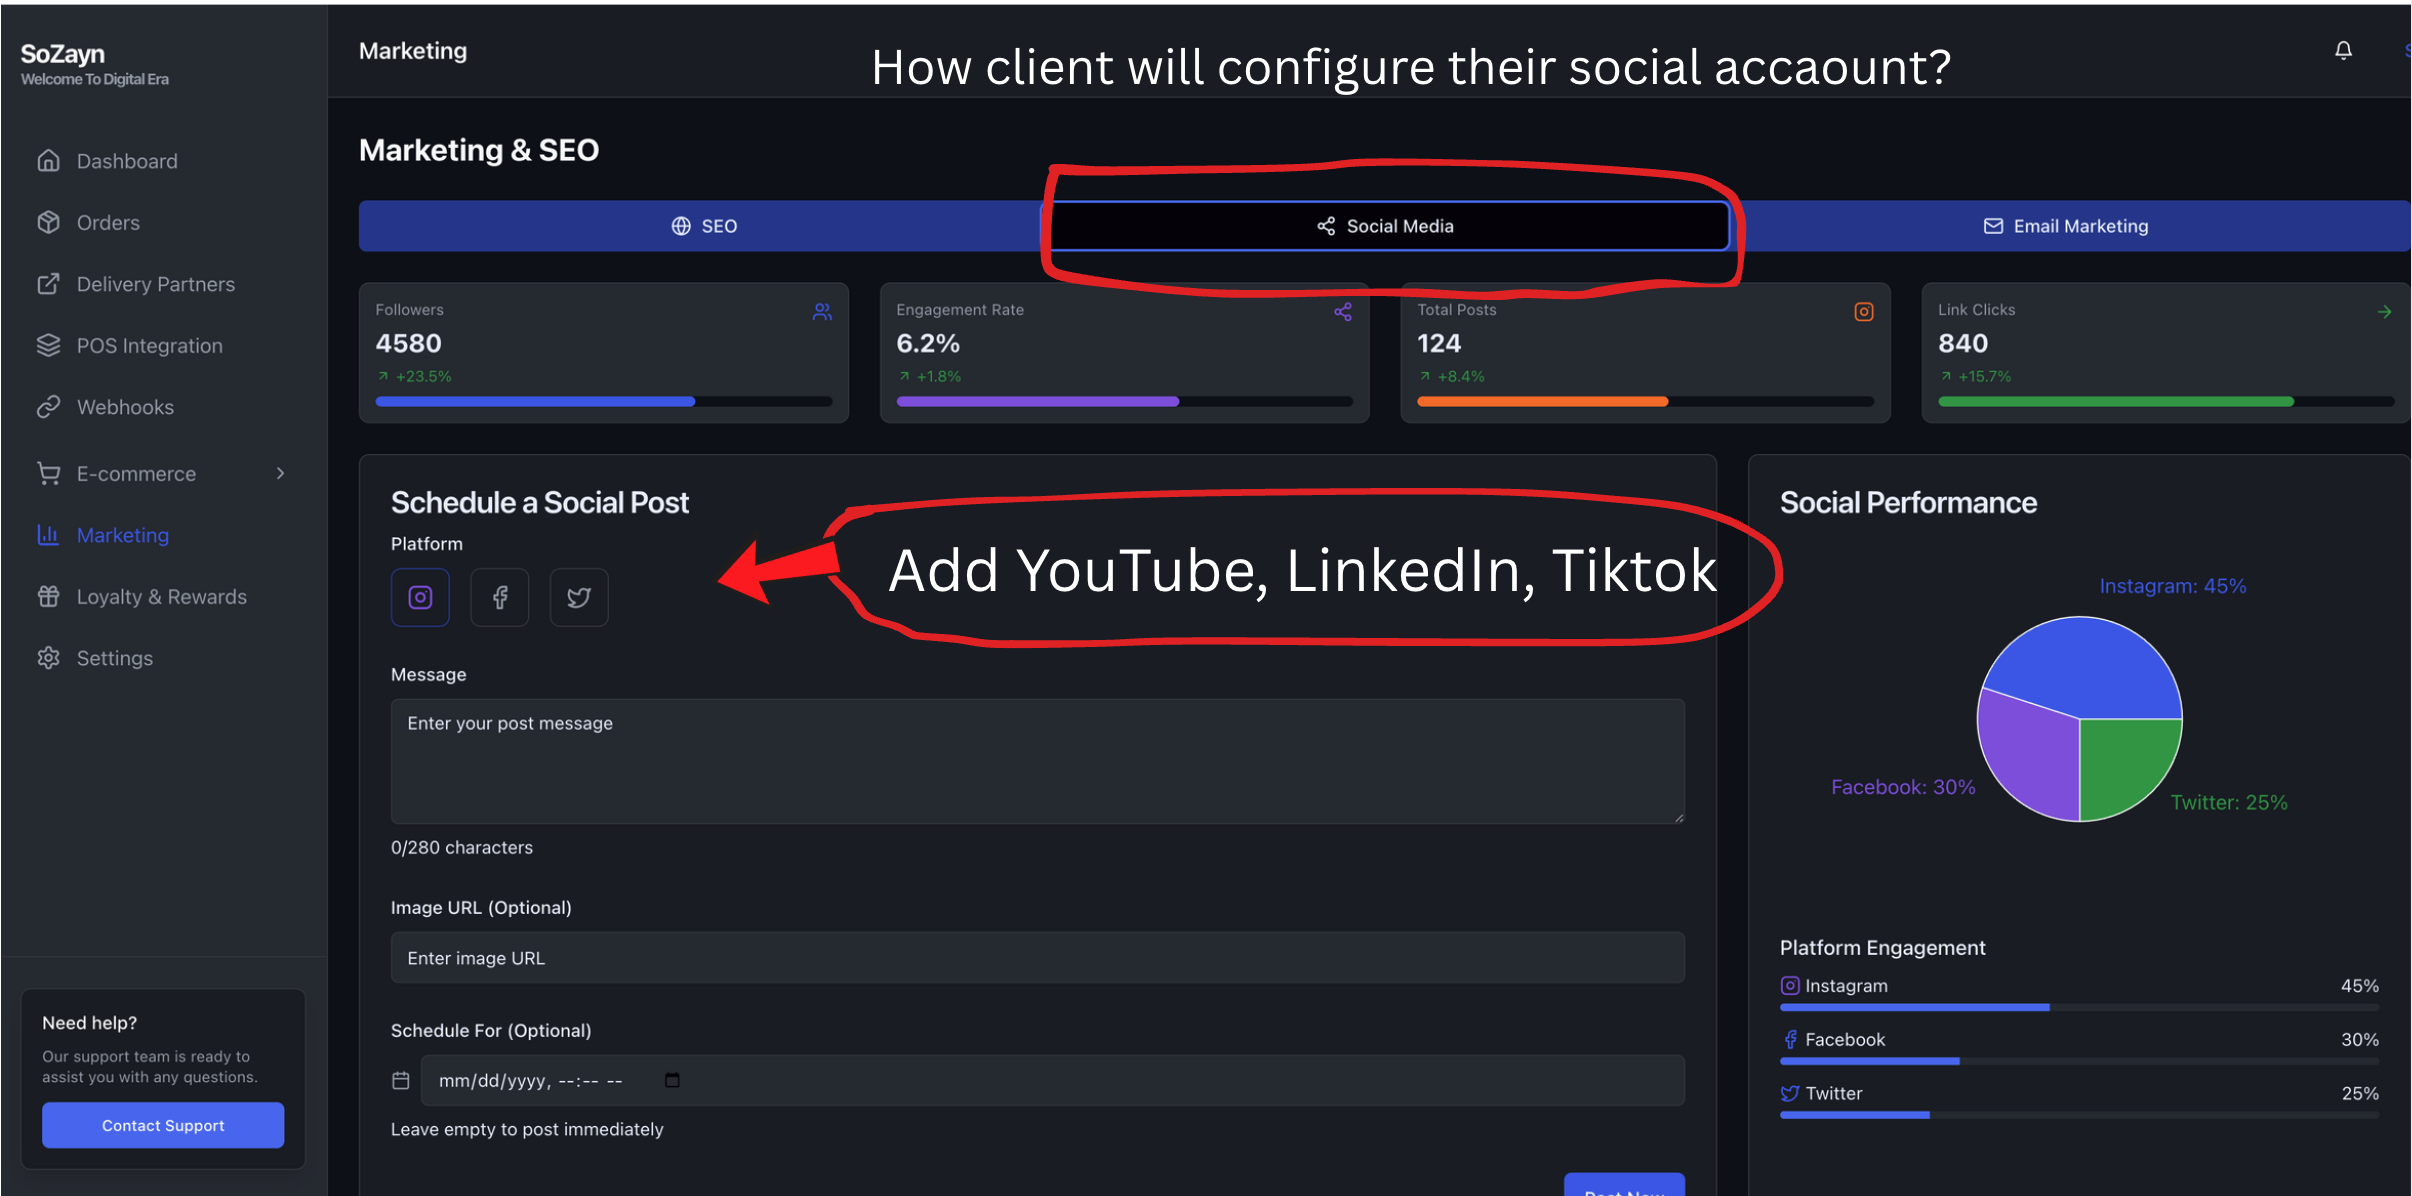 SoZayn
Welcome To Digital Era
Marketing
How client will configure their social accaount?
Dashboard
Orders
Delivery Partners
POS Integration
Webhooks
E-commerce
Marketing
Loyalty & Rewards
Settings
Need help?
Our support team is ready to
assist you with any questions.
Contact Support
Marketing & SEO
SEO
Social Media
Email Marketing
Followers
4580
+23.5%
Engagement Rate
6.2%
+1.8%
Total Posts
124
+8.4%
Link Clicks
840
+15.7%
Schedule a Social Post
Platform
Add YouTube, LinkedIn, Tiktok
Message
Enter your post message
0/280 characters
Image URL (Optional)
Enter image URL
Schedule For (Optional)
mm/dd/yyyy, --:-- --
Leave empty to post immediately
Post Now
Social Performance
Instagram: 45%
Facebook: 30%
Twitter: 25%
Platform Engagement
Instagram 45%
Facebook 30%
Twitter 25%